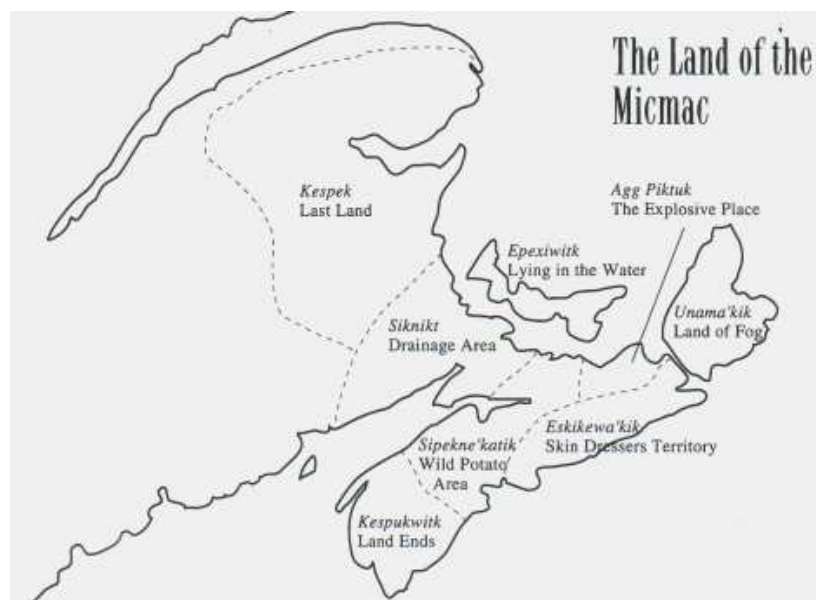 The Land of the
Micmac
Kespek
Last Land
Agg Piktuk
The Explosive Place
Epexiwitk
Lying in the Water
Unama'kik
Land of Fog
Siknikt
Drainage Area
Eskikewa'kik
Skin Dressers Territory
Sipekne'katik
Wild Potato
Area
Kespukwitk
Land Ends